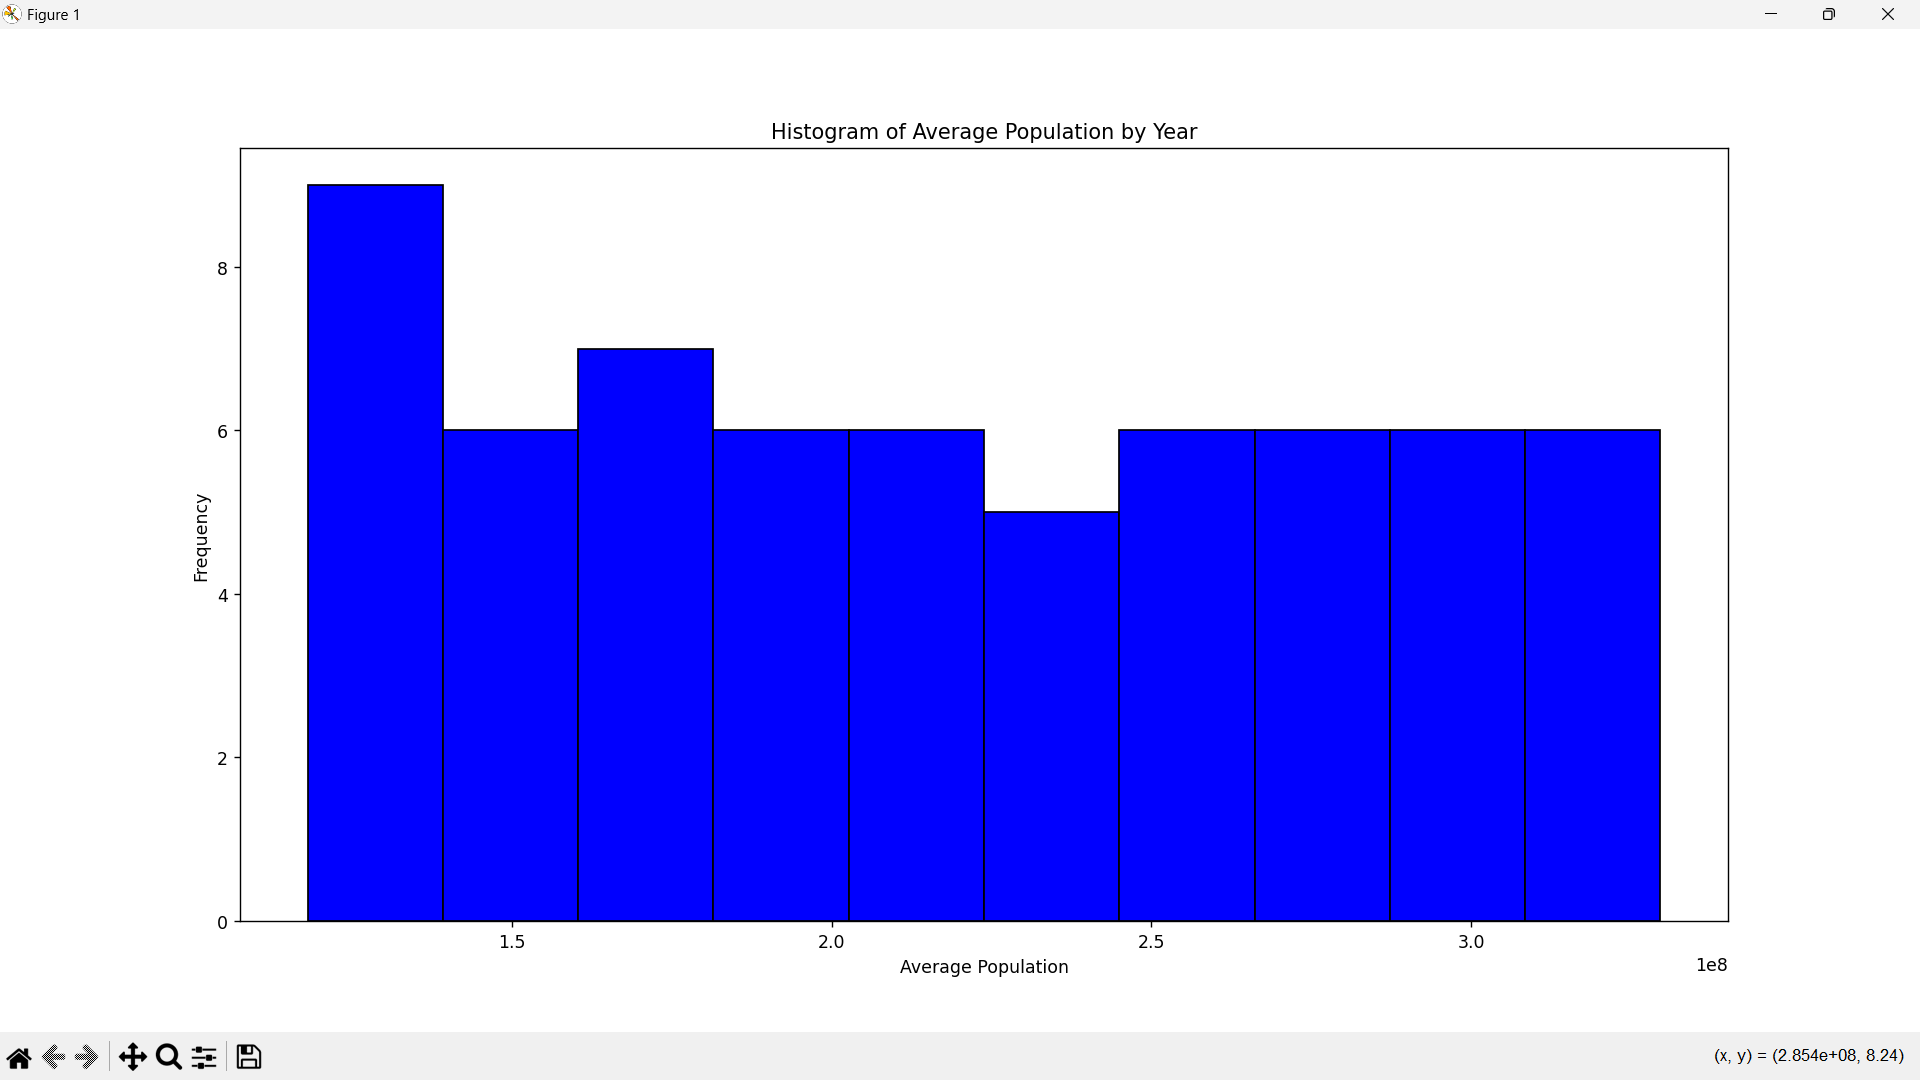 Figure 1
Histogram of Average Population by Year
8
6
4
2
0
Frequency
1.5 2.0 2.5 3.0
1e8
Average Population
(x, y) = (2.854e+08, 8.24)